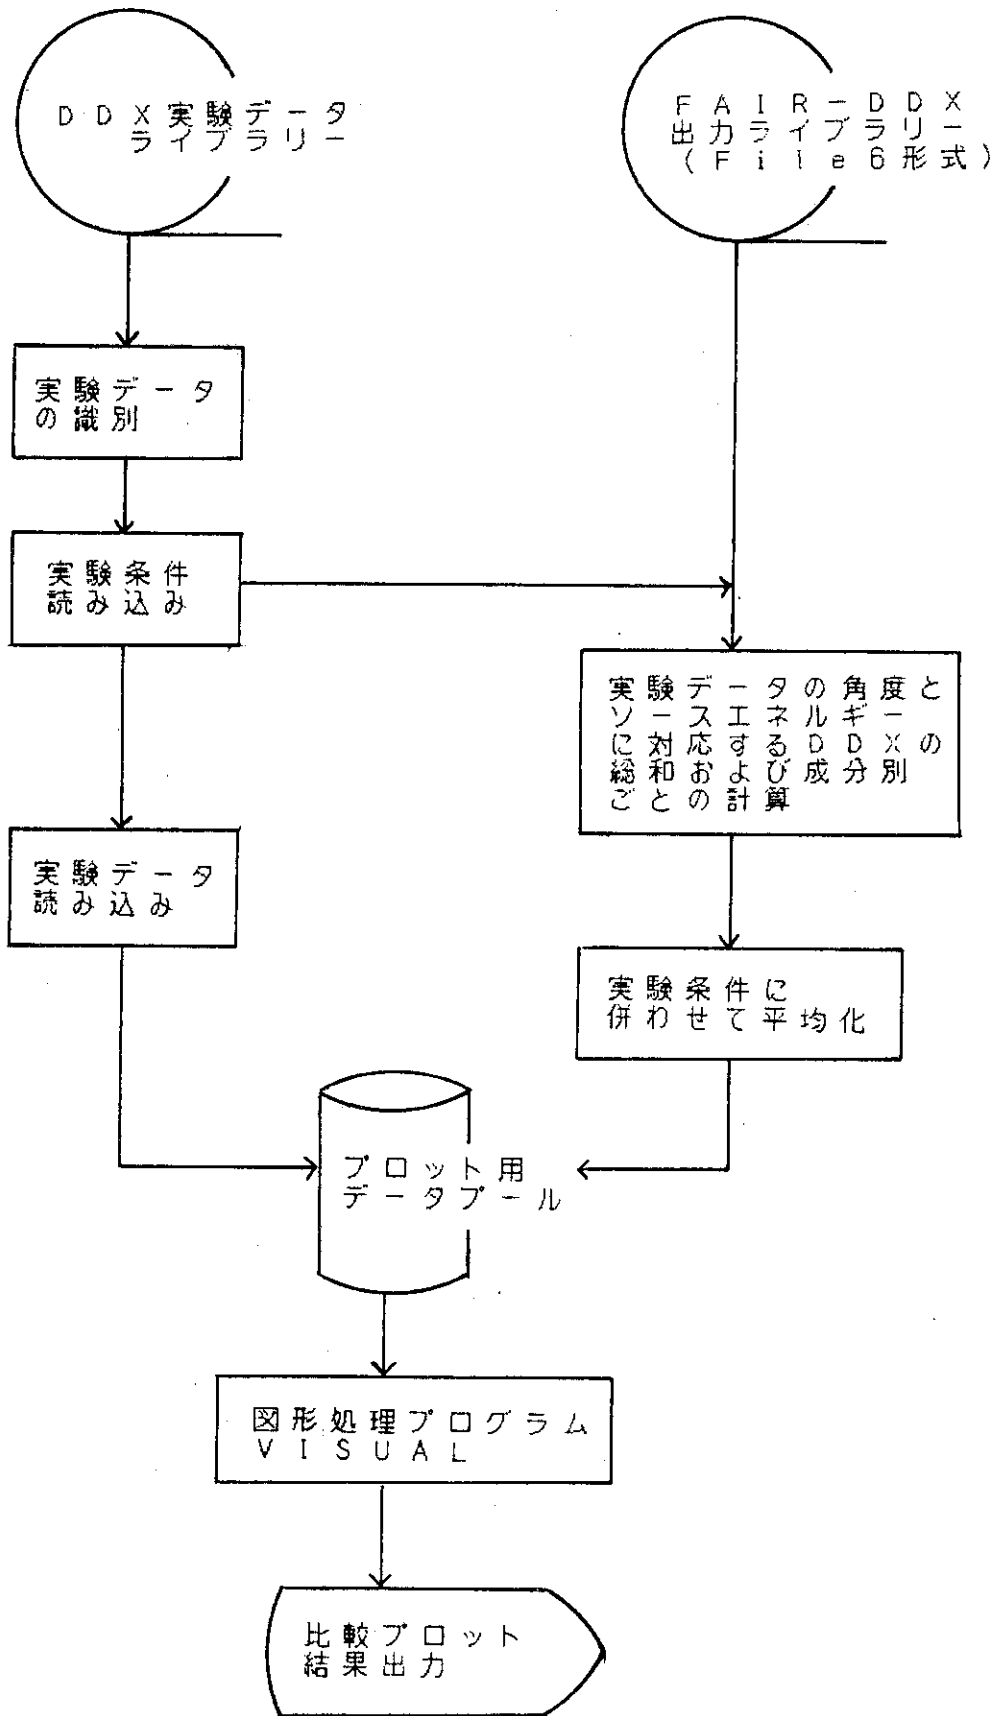 DDX実験データ
ライブラリー
FAIR-DDX
出力ライブラリー
(File6形式)
実験データ
の識別
実験条件
読み込み
実験データの角度と
ソースエネルギー
に対応するDDXの
総和および成分別
ごとの計算
実験データ
読み込み
実験条件に
併わせて平均化
プロット用
データプール
図形処理プログラム
VISUAL
比較プロット
結果出力